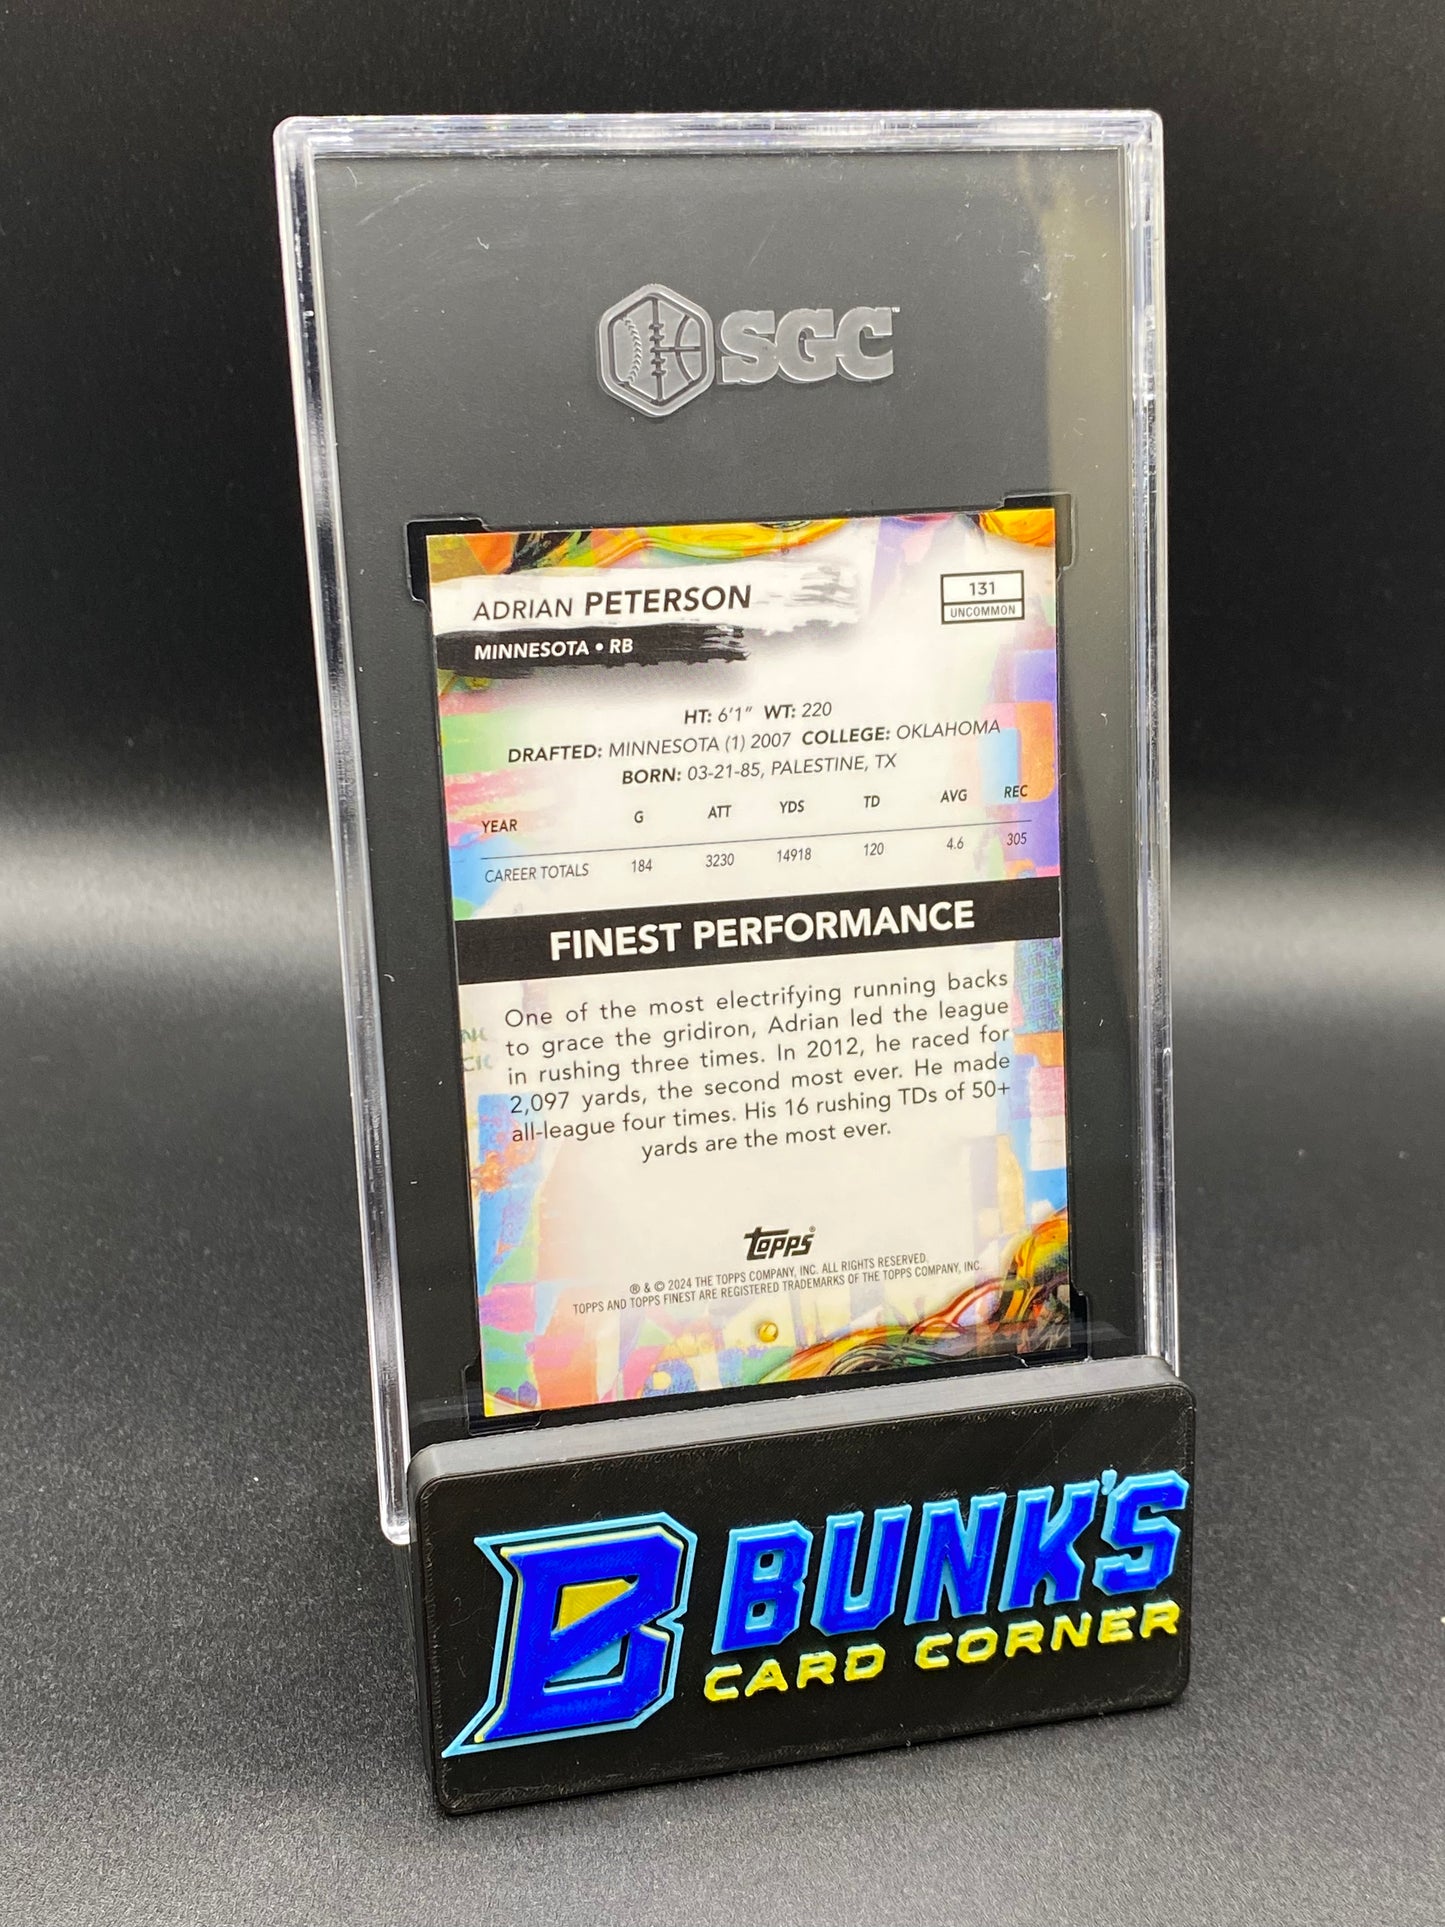 SGC™
ADRIAN PETERSON
131
UNCOMMON
MINNESOTA • RB
HT: 6'1" WT: 220
DRAFTED: MINNESOTA (1) 2007 COLLEGE: OKLAHOMA
BORN: 03-21-85, PALESTINE, TX
YEAR G ATT YDS TD AVG REC
CAREER TOTALS 184 3230 14918 120 4.6 305
FINEST PERFORMANCE
One of the most electrifying running backs
to grace the gridiron, Adrian led the league
in rushing three times. In 2012, he raced for
2,097 yards, the second most ever. He made
all-league four times. His 16 rushing TDs of 50+
yards are the most ever.
topps®
® & © 2024 THE TOPPS COMPANY, INC. ALL RIGHTS RESERVED.
TOPPS AND TOPPS FINEST ARE REGISTERED TRADEMARKS OF THE TOPPS COMPANY, INC.
B BUNK'S
CARD CORNER